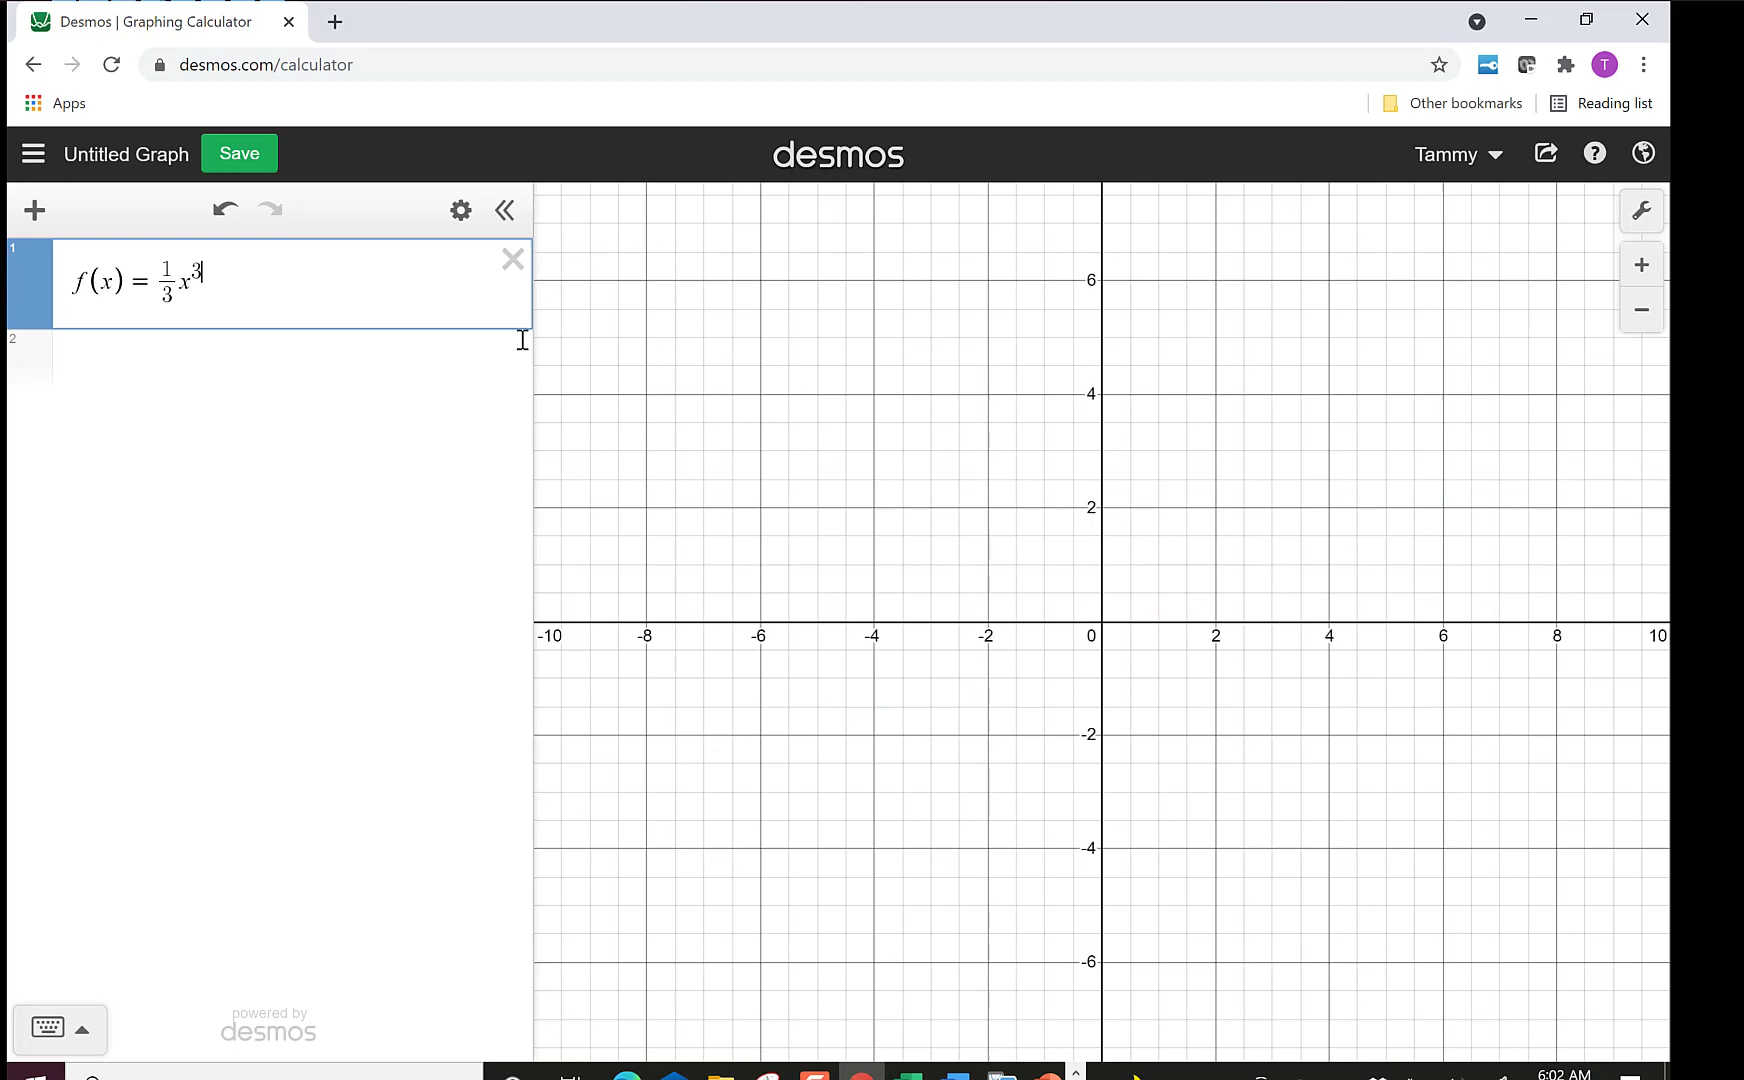 Desmos | Graphing Calculator
desmos.com/calculator
Apps
Other bookmarks
Reading list
T
Untitled Graph
Save
desmos
Tammy
1
f(x) = 1/3 x^3
2
6
4
2
-10 -8 -6 -4 -2 0 2 4 6 8 10
-2
-4
-6
powered by
desmos
6:02 AM